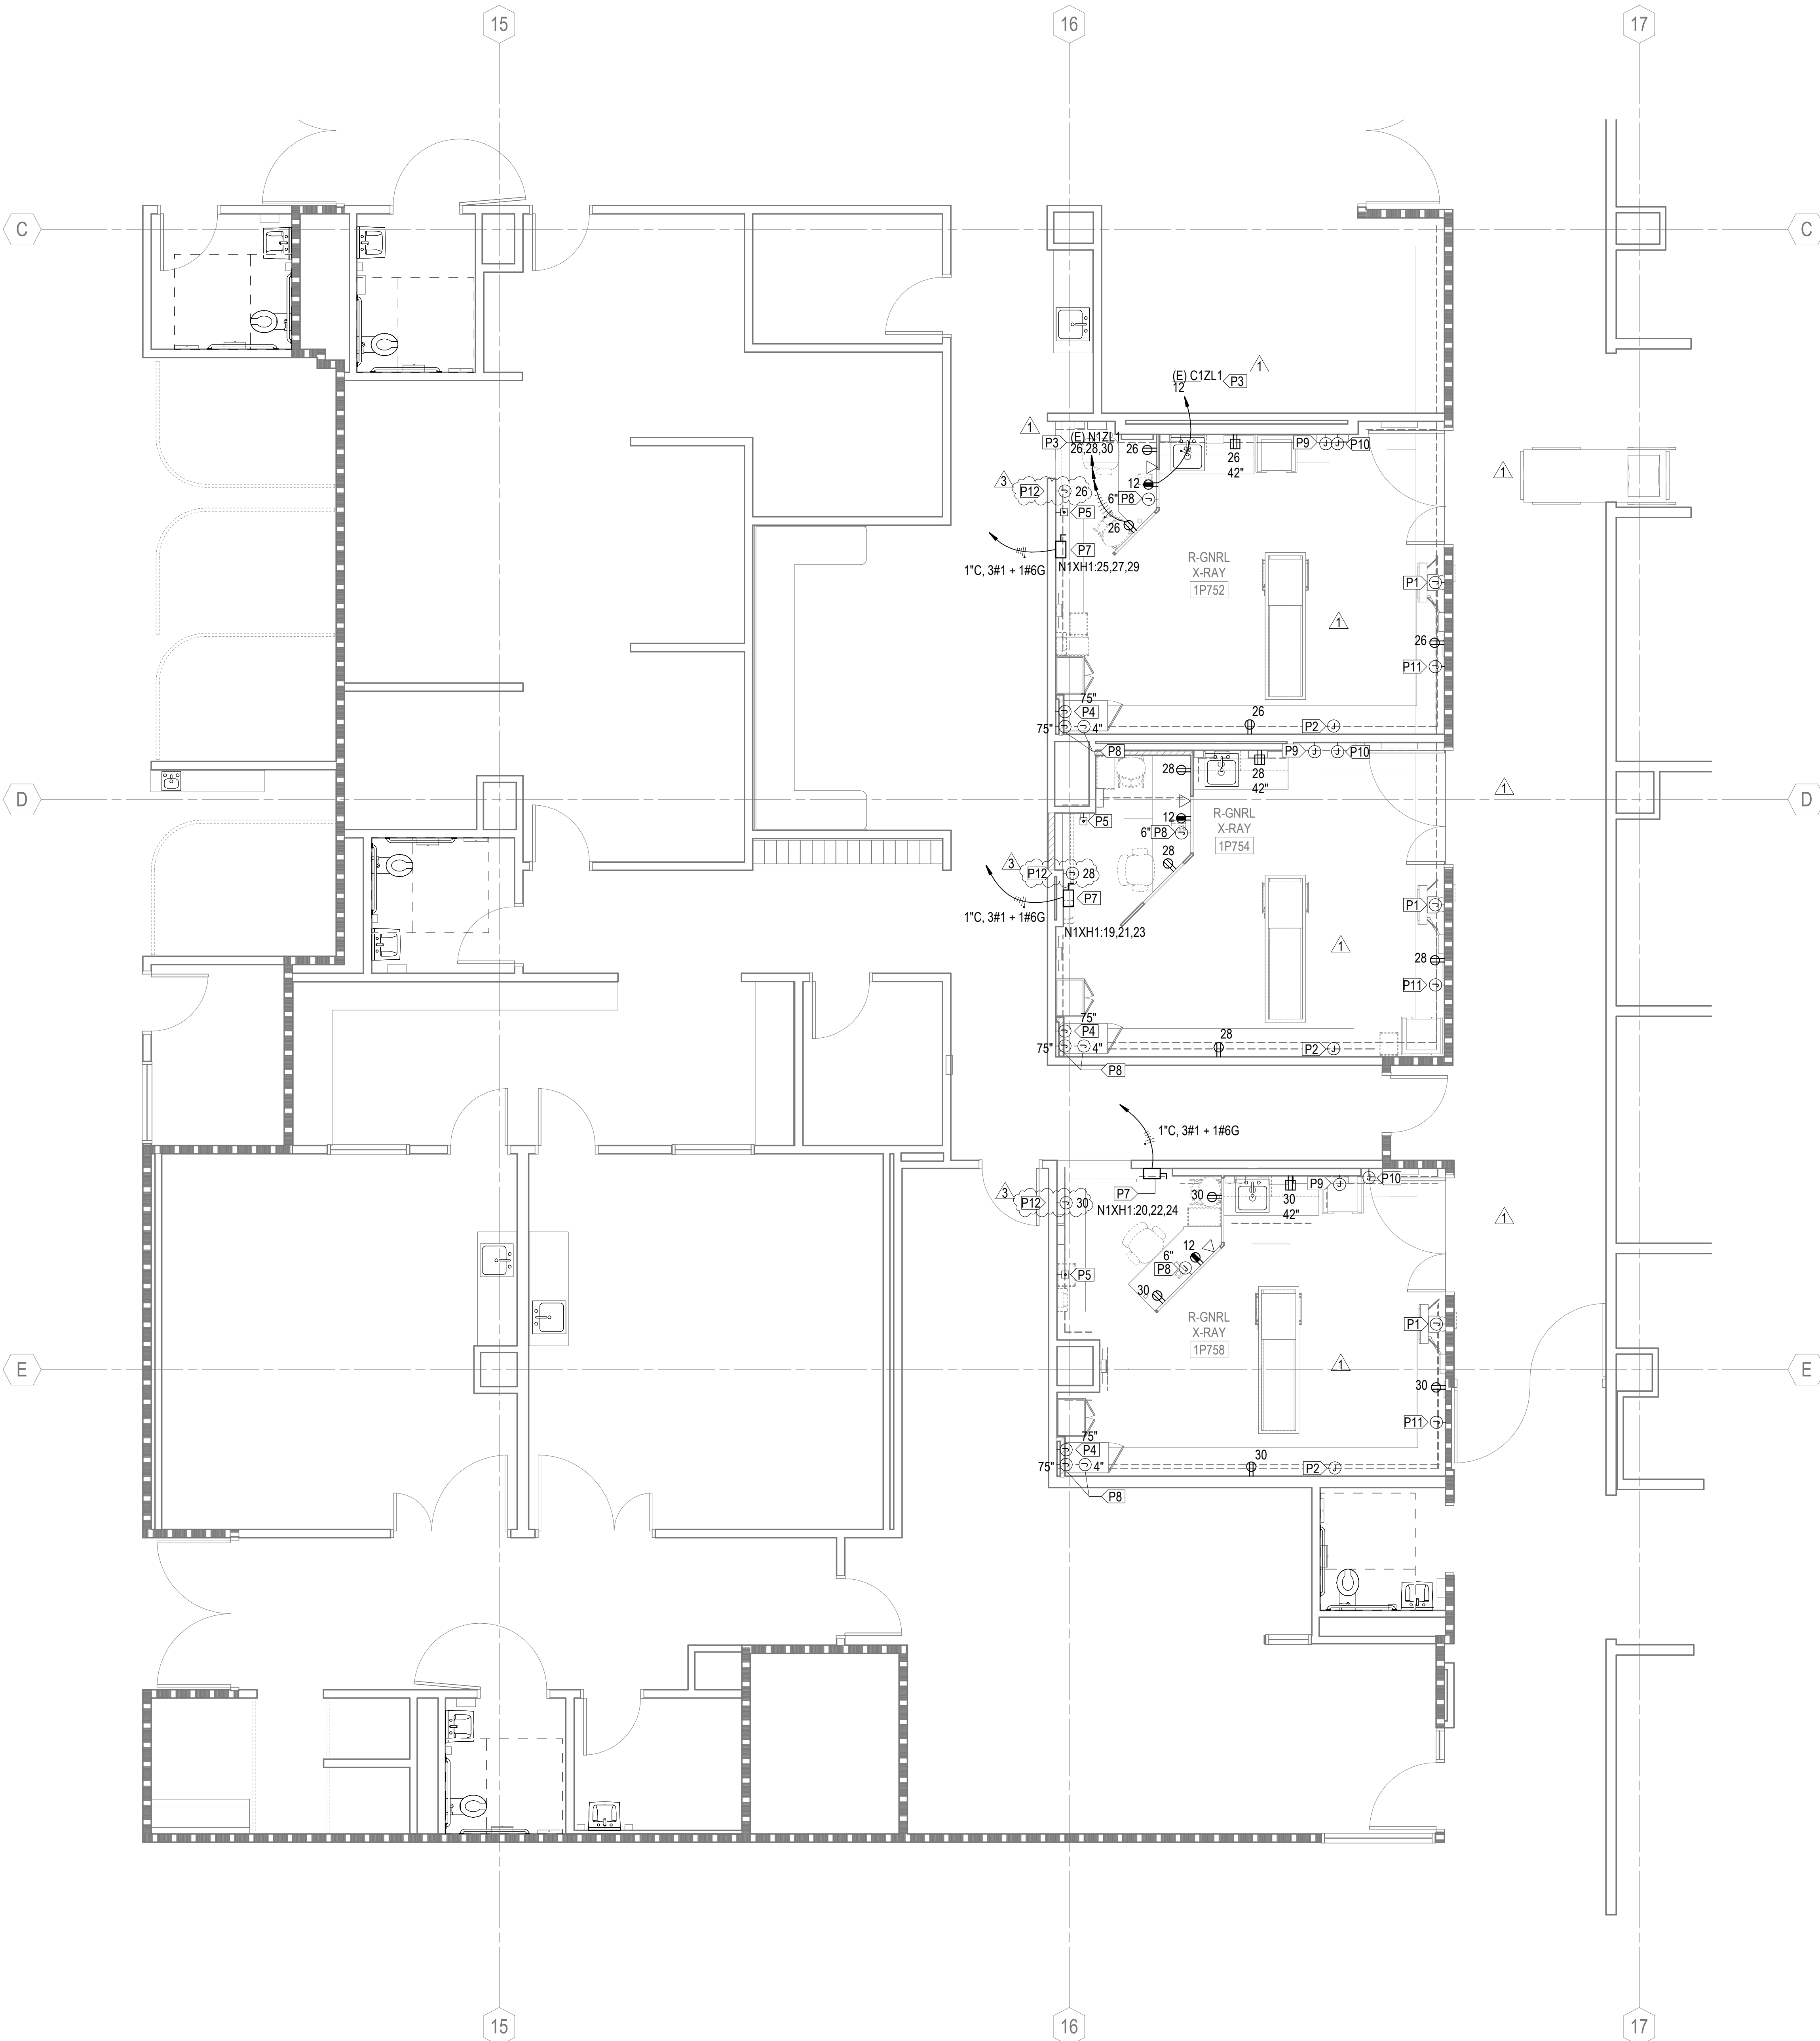 15
16
17
C
C
(E) C1ZL1
12
P3
1
1
P3
(E) N1ZL1
26,28,30
26
26
42"
P9
J
J
P10
1
3
P12
J
26
12
6"
P8
J
P5
26
P7
1"C, 3#1 + 1#6G
N1XH1:25,27,29
R-GNRL
X-RAY
1P752
P1
J
1
26
P11
J
75"
J
P4
75"
J
J
4"
26
P2
J
P8
P9
J
J
P10
28
28
42"
1
D
D
R-GNRL
X-RAY
1P754
12
P5
6"
P8
J
28
3
P12
J
28
P7
1"C, 3#1 + 1#6G
N1XH1:19,21,23
P1
J
1
28
P11
J
75"
J
P4
75"
J
J
4"
28
P2
J
P8
1"C, 3#1 + 1#6G
P9
J
J
P10
P7
3
P12
J
30
N1XH1:20,22,24
30
30
42"
1
12
6"
P8
J
P5
30
R-GNRL
X-RAY
1P758
P1
J
E
E
1
30
P11
J
75"
J
P4
75"
J
J
4"
30
P2
J
P8
15
16
17